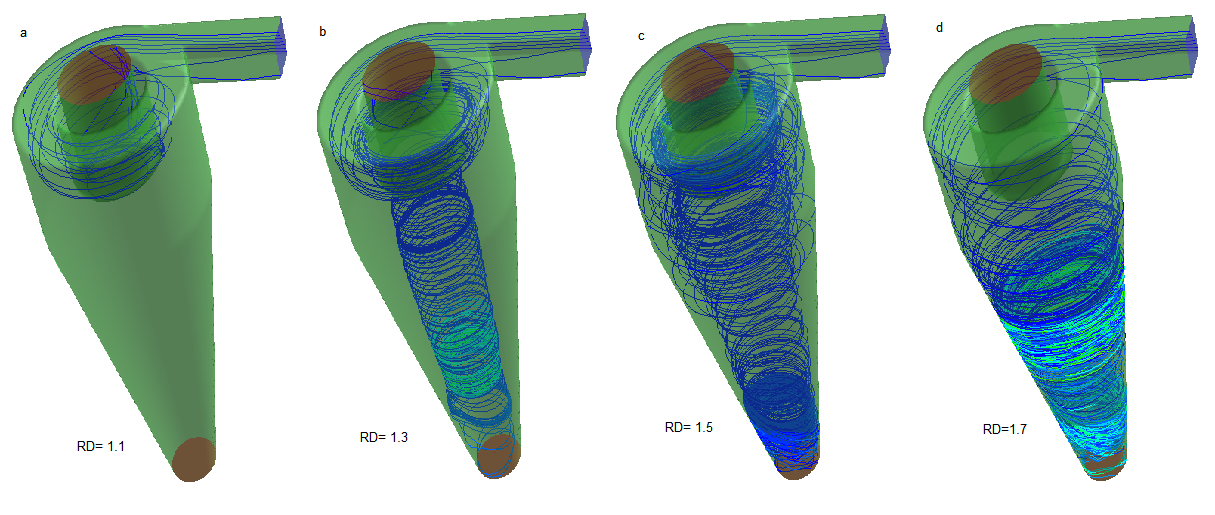 a
b
c
d
RD= 1.1
RD= 1.3
RD= 1.5
RD=1.7